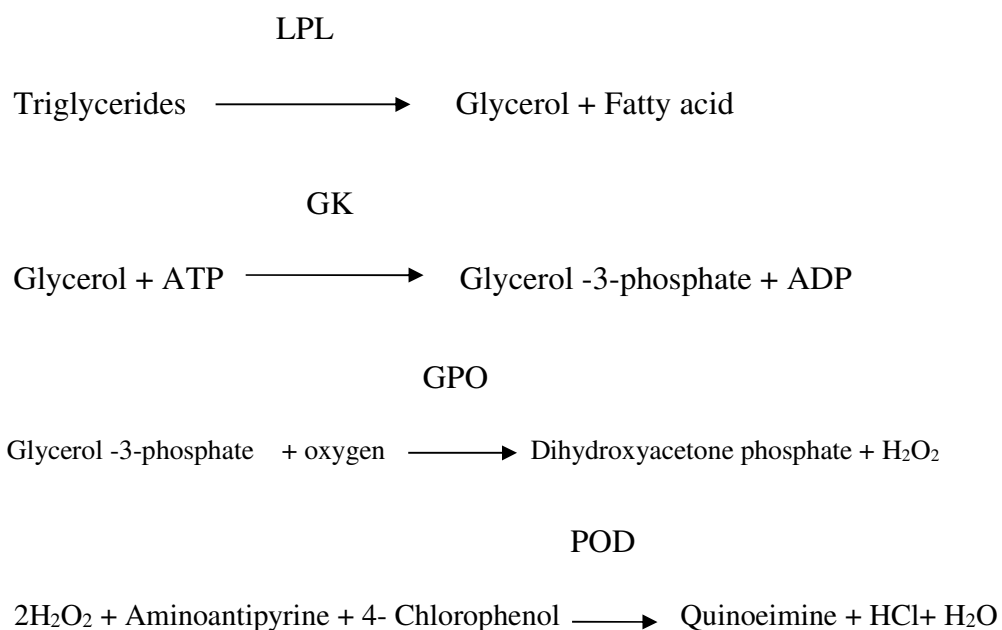 LPL
Triglycerides Glycerol + Fatty acid
GK
Glycerol + ATP Glycerol -3-phosphate + ADP
GPO
Glycerol -3-phosphate + oxygen Dihydroxyacetone phosphate + H₂O₂
POD
2H₂O₂ + Aminoantipyrine + 4- Chlorophenol Quinoeimine + HCl+ H₂O